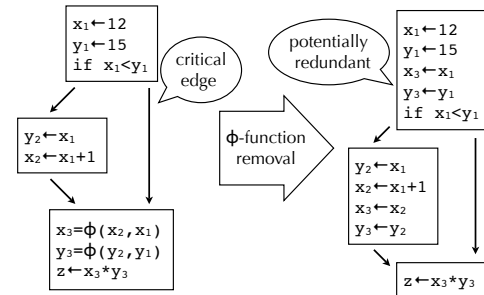 x₁←12
y₁←15
if x₁<y₁
critical
edge
y₂←x₁
x₂←x₁+1
x₃=ϕ(x₂,x₁)
y₃=ϕ(y₂,y₁)
z←x₃*y₃
ϕ-function
removal
potentially
redundant
x₁←12
y₁←15
x₃←x₁
y₃←y₁
if x₁<y₁
y₂←x₁
x₂←x₁+1
x₃←x₂
y₃←y₂
z←x₃*y₃